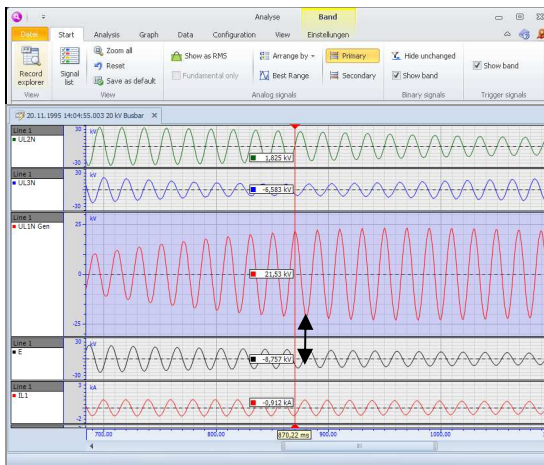 Analyse Band
Datei Start Analysis Graph Data Configuration View Einstellungen
Record explorer
Signal list
Zoom all
Reset
Save as default
Show as RMS
Fundamental only
Arrange by
Best Range
Primary
Secondary
Hide unchanged
Show band
Show band
View View Analog signals Binary signals Trigger signals
20.11.1995 14:04:55.003 20 kV Busbar
Line 1
UL2N
30 kV
-30
1,825 kV
Line 1
UL3N
30 kV
-30
-6,583 kV
Line 1
UL1N Gen
kV
25
0
-25
21,53 kV
Line 1
E
30 kV
-30
-8,757 kV
Line 1
IL1
3 kA
-2
-0,912 kA
700,00 800,00 870,22 ms 900,00 1000,00